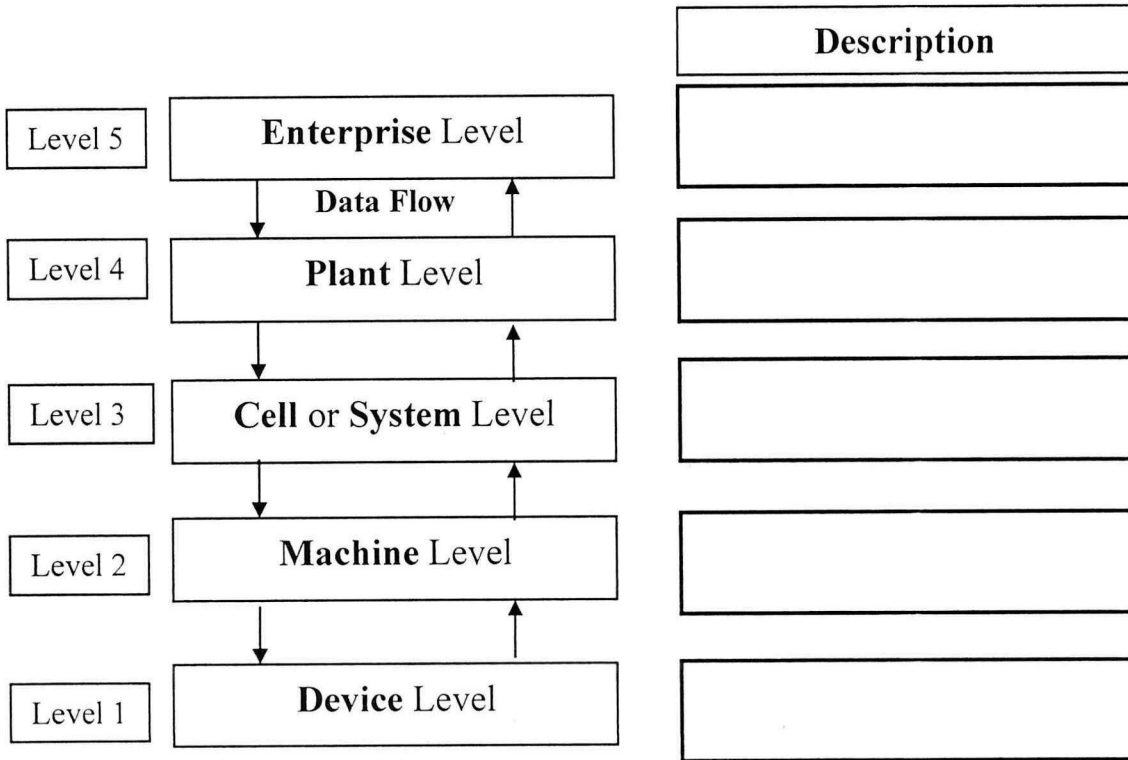 Description
Level 5
Enterprise Level
Data Flow
Level 4
Plant Level
Level 3
Cell or System Level
Level 2
Machine Level
Level 1
Device Level